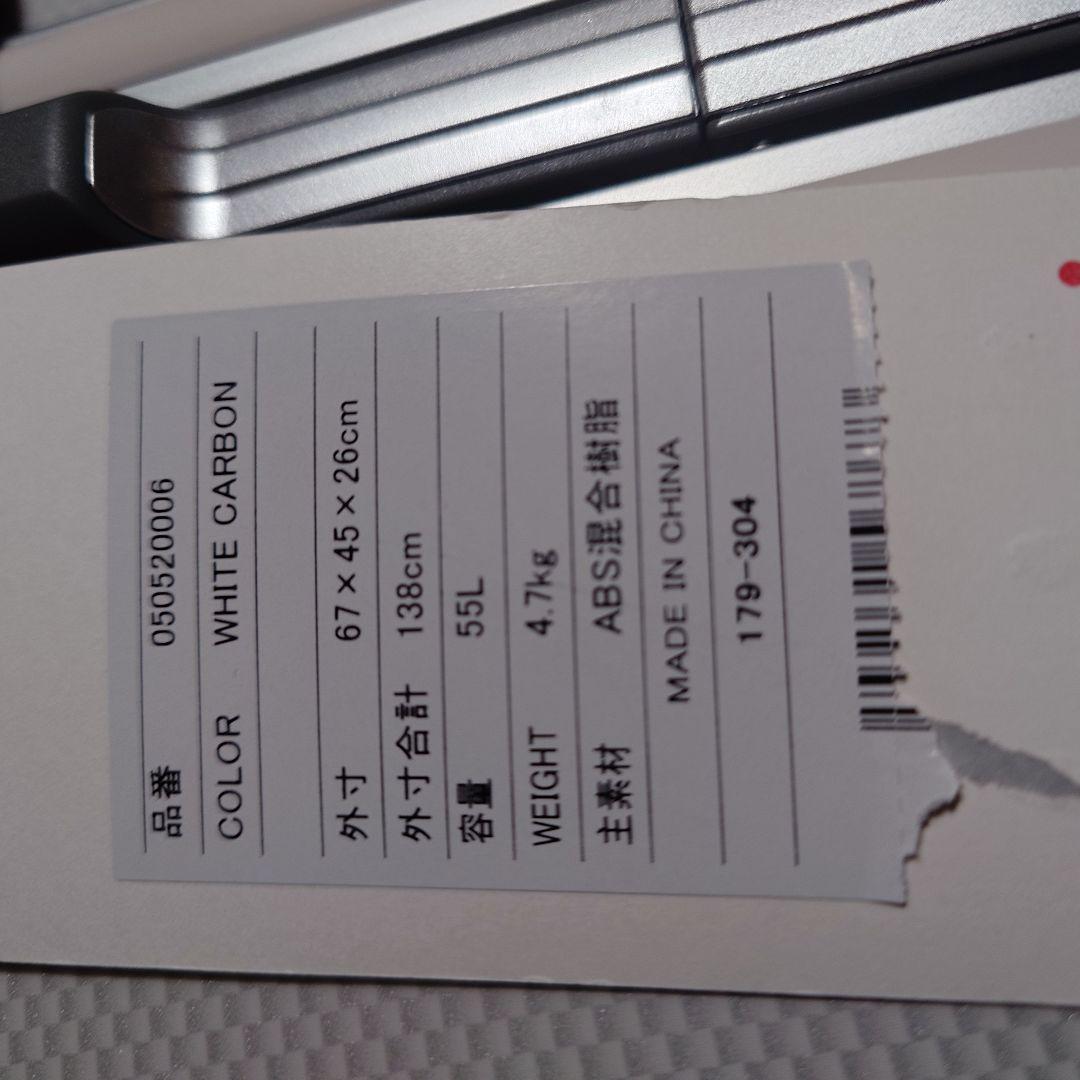 品番 050520006
COLOR WHITE CARBON
外寸 67×45×26cm
外寸合計 138cm
容量 55L
WEIGHT 4.7kg
主素材 ABS混合樹脂
MADE IN CHINA
179-304